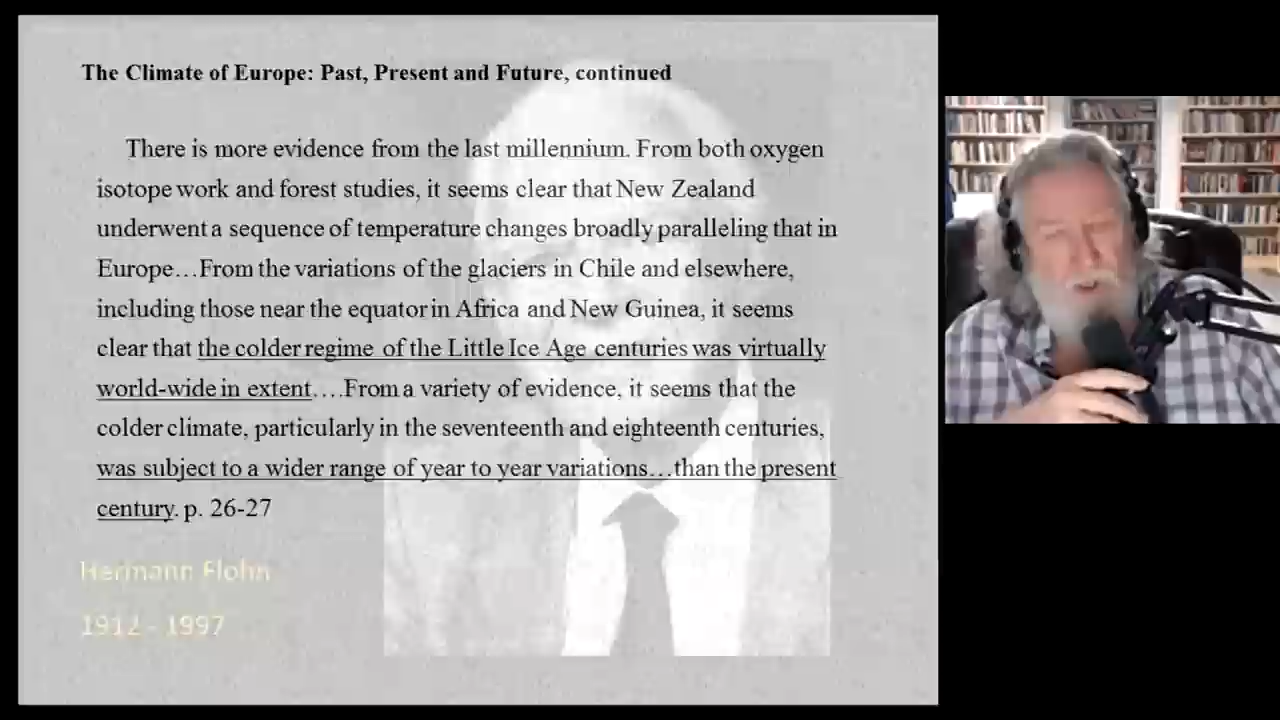 The Climate of Europe: Past, Present and Future, continued
There is more evidence from the last millennium. From both oxygen
isotope work and forest studies, it seems clear that New Zealand
underwent a sequence of temperature changes broadly paralleling that in
Europe…From the variations of the glaciers in Chile and elsewhere,
including those near the equator in Africa and New Guinea, it seems
clear that the colder regime of the Little Ice Age centuries was virtually
world-wide in extent….From a variety of evidence, it seems that the
colder climate, particularly in the seventeenth and eighteenth centuries,
was subject to a wider range of year to year variations…than the present
century. p. 26-27
Hermann Flohn
1912 - 1997